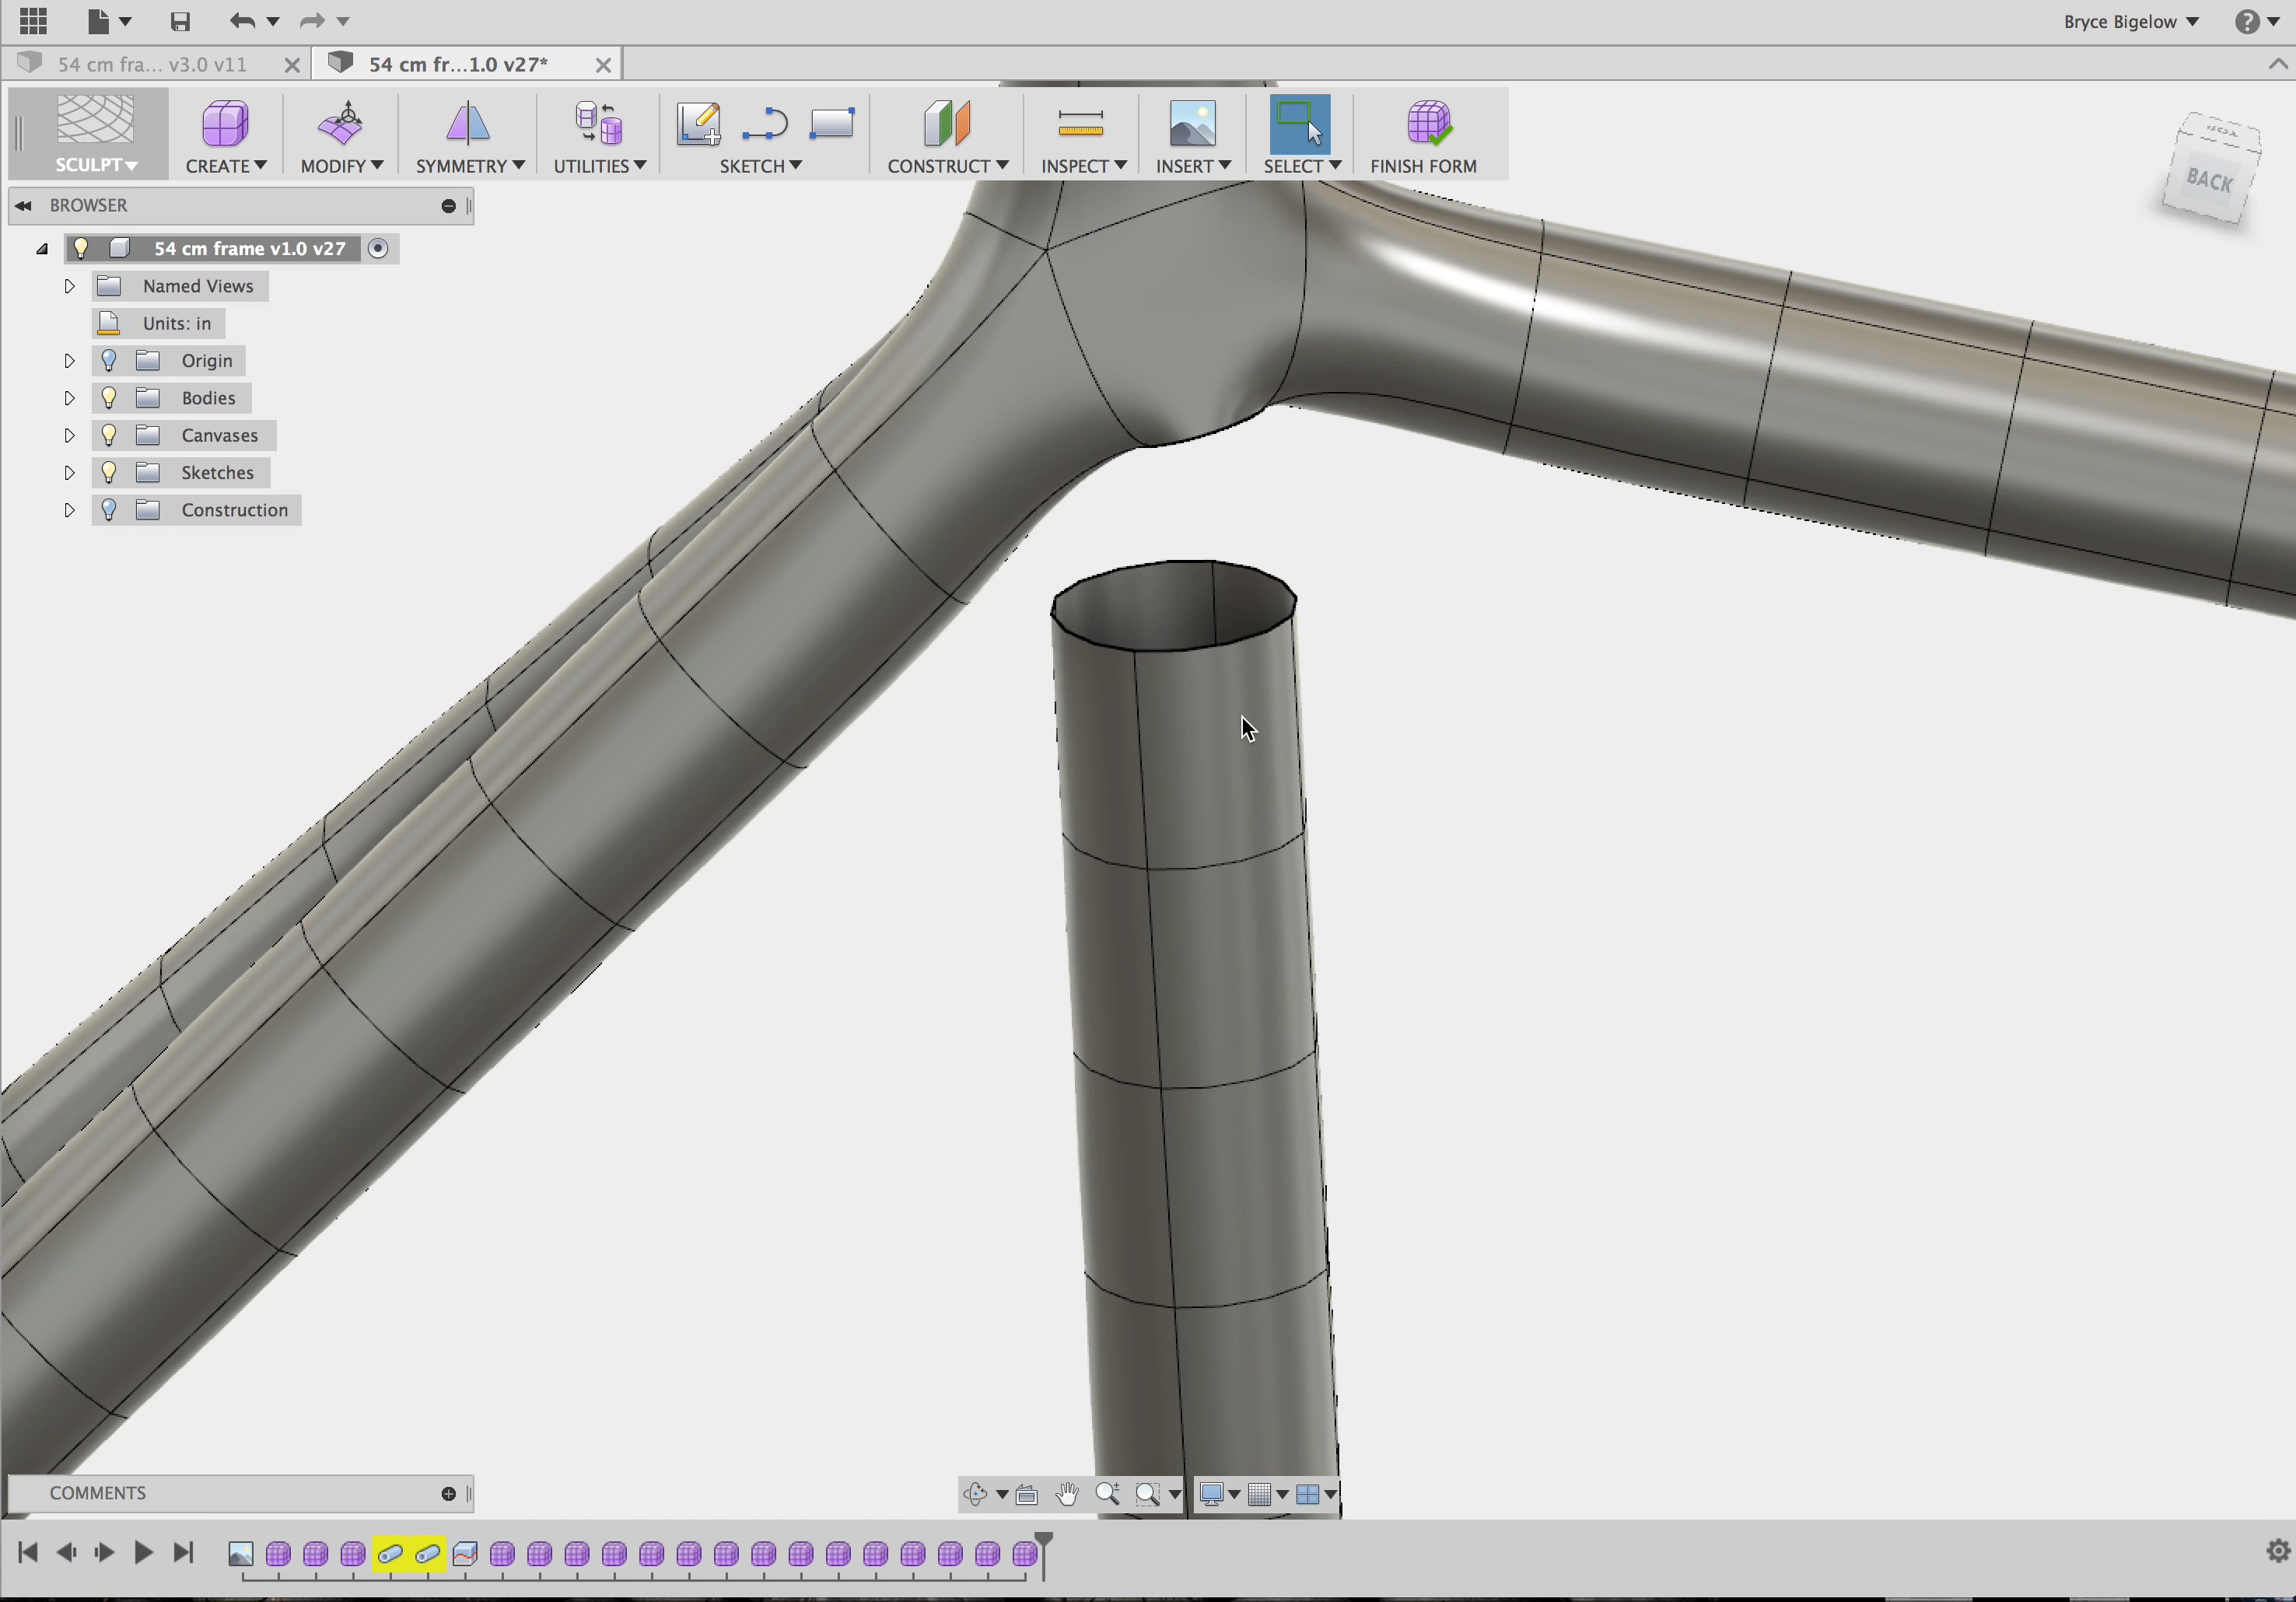 Bryce Bigelow
?
54 cm fra... v3.0 v11
54 cm fr...1.0 v27*
SCULPT
CREATE
MODIFY
SYMMETRY
UTILITIES
SKETCH
CONSTRUCT
INSPECT
INSERT
SELECT
FINISH FORM
TOP
BACK
BROWSER
54 cm frame v1.0 v27
Named Views
Units: in
Origin
Bodies
Canvases
Sketches
Construction
COMMENTS